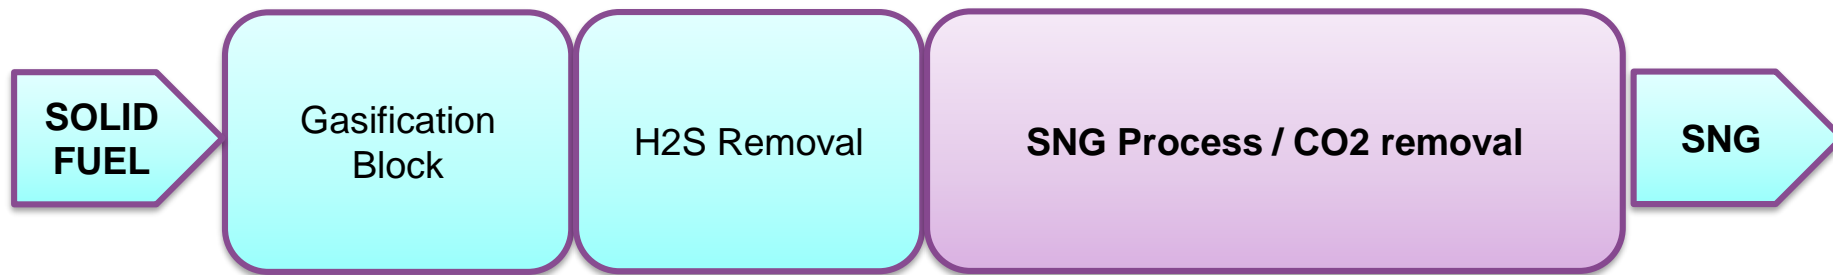 SOLID
FUEL
Gasification
Block
H2S Removal
SNG Process / CO2 removal
SNG